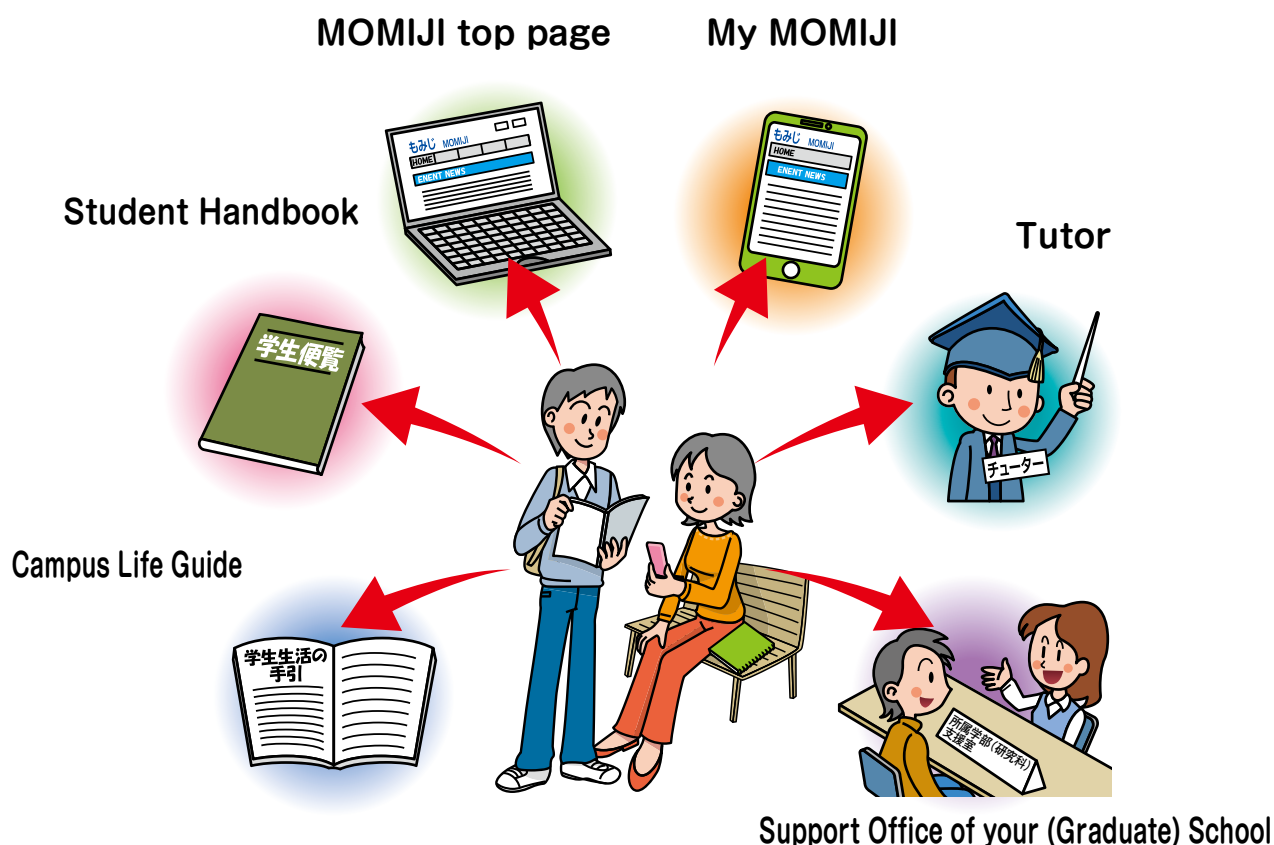 MOMIJI top page
My MOMIJI
もみじ MOMIJI
HOME
ENENT NEWS
もみじ MOMIJI
HOME
ENENT NEWS
Student Handbook
Tutor
学生便覧
チューター
Campus Life Guide
学生生活の
手引
所属学部(研究科)
支援室
Support Office of your (Graduate) School